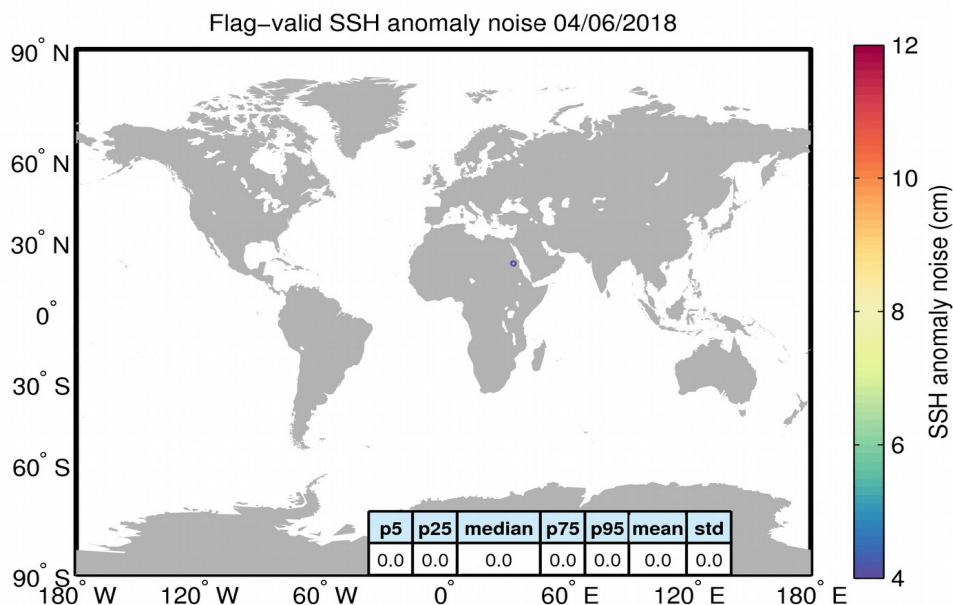 Flag−valid SSH anomaly noise 04/06/2018
90° N
60° N
30° N
0°
30° S
60° S
90° S
180° W 120° W 60° W 0° 60° E 120° E 180° E
p5 p25 median p75 p95 mean std
0.0 0.0 0.0 0.0 0.0 0.0 0.0
12
10
8
6
4
SSH anomaly noise (cm)